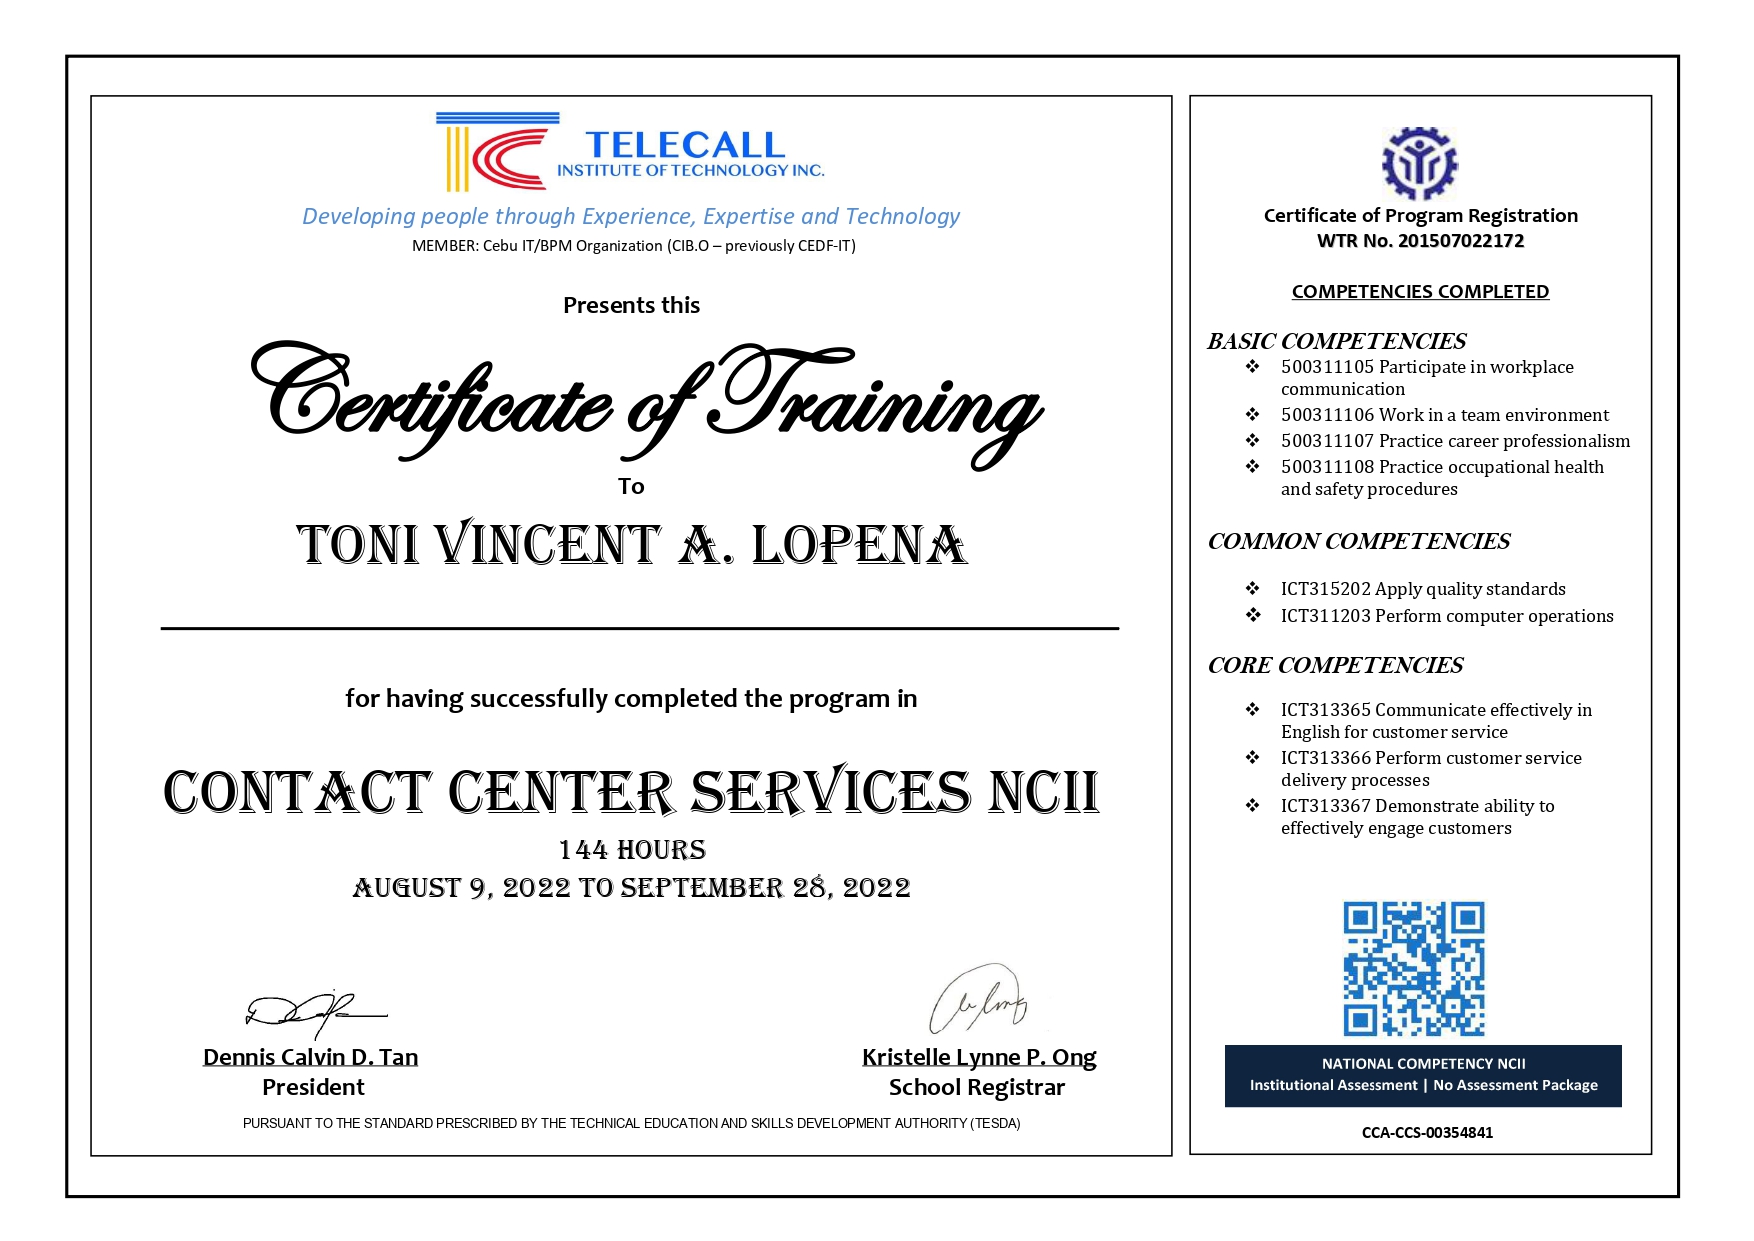 TELECALL
INSTITUTE OF TECHNOLOGY INC.
Developing people through Experience, Expertise and Technology
MEMBER: Cebu IT/BPM Organization (CIB.O – previously CEDF-IT)
Presents this
Certificate of Training
To
TONI VINCENT A. LOPENA
for having successfully completed the program in
CONTACT CENTER SERVICES NCII
144 HOURS
AUGUST 9, 2022 TO SEPTEMBER 28, 2022
Dennis Calvin D. Tan
President
Kristelle Lynne P. Ong
School Registrar
PURSUANT TO THE STANDARD PRESCRIBED BY THE TECHNICAL EDUCATION AND SKILLS DEVELOPMENT AUTHORITY (TESDA)
Certificate of Program Registration
WTR No. 201507022172
COMPETENCIES COMPLETED
BASIC COMPETENCIES
❖ 500311105 Participate in workplace
communication
❖ 500311106 Work in a team environment
❖ 500311107 Practice career professionalism
❖ 500311108 Practice occupational health
and safety procedures
COMMON COMPETENCIES
❖ ICT315202 Apply quality standards
❖ ICT311203 Perform computer operations
CORE COMPETENCIES
❖ ICT313365 Communicate effectively in
English for customer service
❖ ICT313366 Perform customer service
delivery processes
❖ ICT313367 Demonstrate ability to
effectively engage customers
NATIONAL COMPETENCY NCII
Institutional Assessment | No Assessment Package
CCA-CCS-00354841